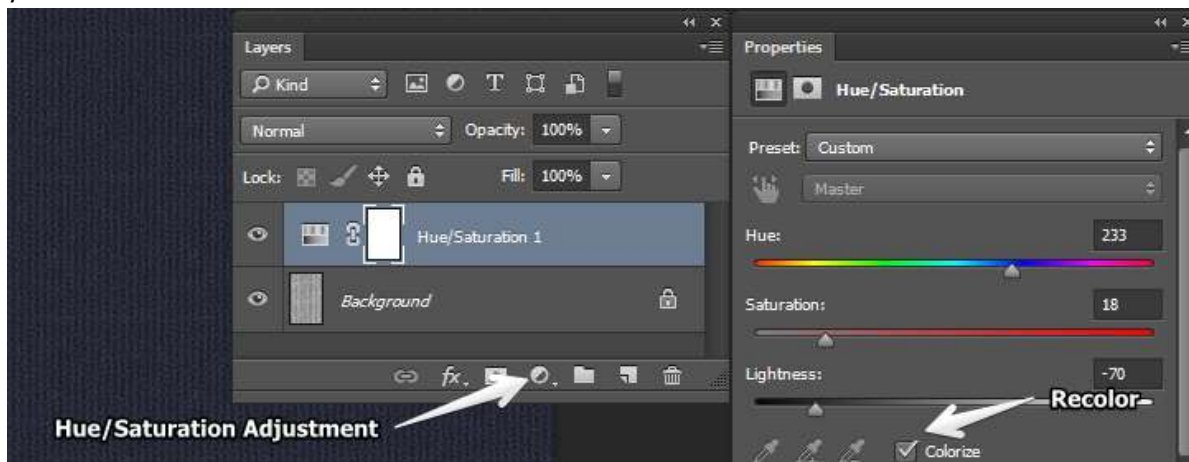 Layers
Kind
Normal Opacity: 100%
Lock: Fill: 100%
Hue/Saturation 1
Background
fx
Hue/Saturation Adjustment
Properties
Hue/Saturation
Preset: Custom
Master
Hue: 233
Saturation: 18
Lightness: -70
Recolor
Colorize